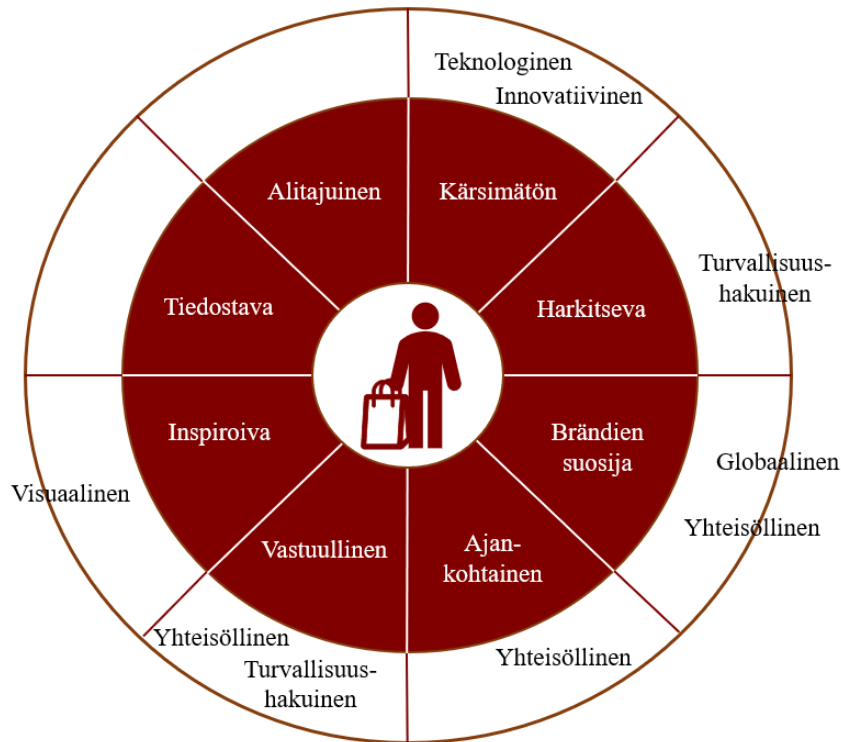 Teknologinen
Innovatiivinen
Alitajuinen
Kärsimätön
Turvallisuus-
hakuinen
Tiedostava
Harkitseva
Inspiroiva
Brändien
suosija
Globaalinen
Visuaalinen
Yhteisöllinen
Vastuullinen
Ajan-
kohtainen
Yhteisöllinen
Turvallisuus-
hakuinen
Yhteisöllinen